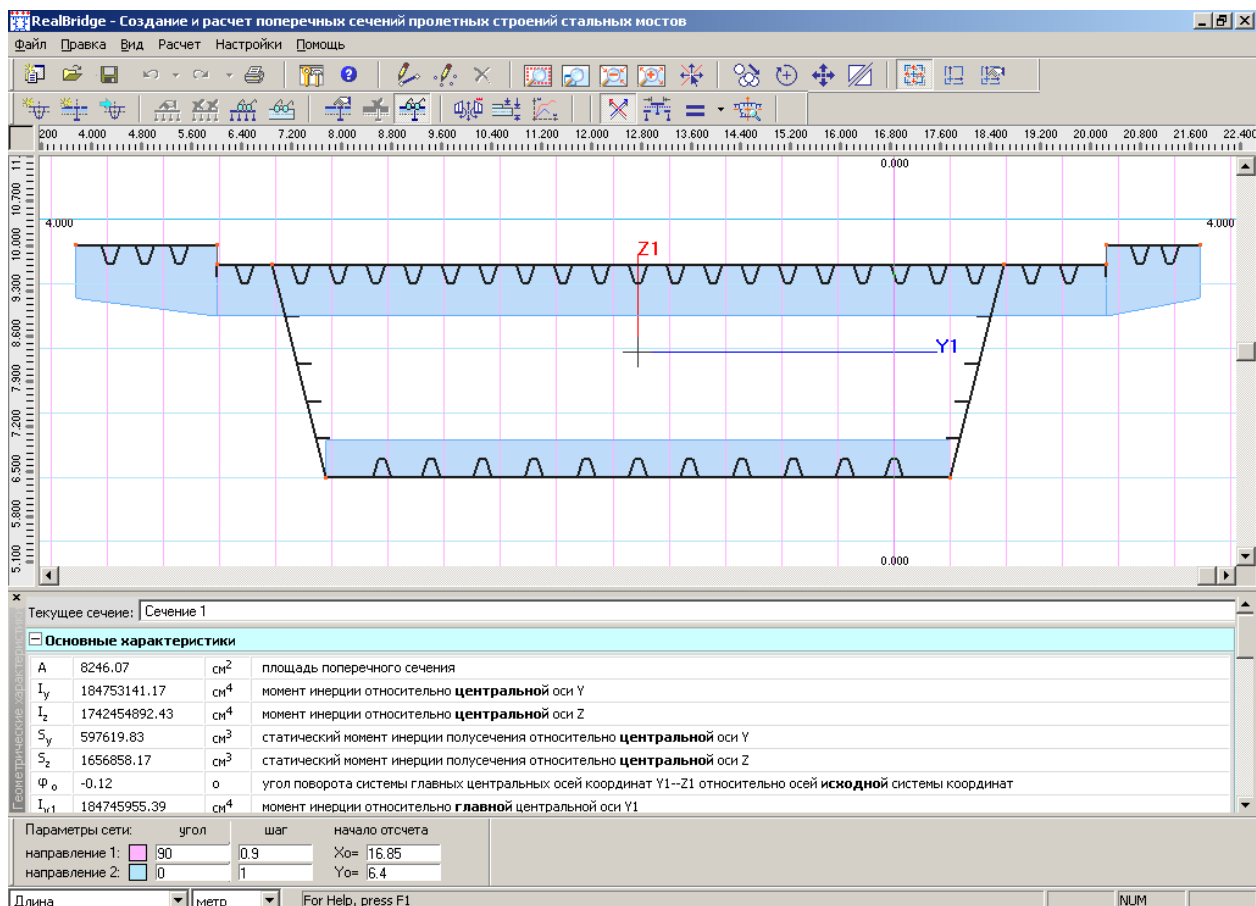 RealBridge - Создание и расчет поперечных сечений пролетных строений стальных мостов
Файл Правка Вид Расчет Настройки Помощь
200 4.000 4.800 5.600 6.400 7.200 8.000 8.800 9.600 10.400 11.200 12.000 12.800 13.600 14.400 15.200 16.000 16.800 17.600 18.400 19.200 20.000 20.800 21.600 22.400
0.000
4.000 4.000
Z1
Y1
0.000
11.
10.700
10.000
9.300
8.600
7.900
7.200
6.500
5.800
5.100
Геометрические характеристики
Текущее сечение: Сечение 1
Основные характеристики
A 8246.07 см2 площадь поперечного сечения
Iy 184753141.17 см4 момент инерции относительно центральной оси Y
Iz 1742454892.43 см4 момент инерции относительно центральной оси Z
Sy 597619.83 см3 статический момент инерции полусечения относительно центральной оси Y
Sz 1656858.17 см3 статический момент инерции полусечения относительно центральной оси Z
φo -0.12 о угол поворота системы главных центральных осей координат Y1--Z1 относительно осей исходной системы координат
Iy1 184745955.39 см4 момент инерции относительно главной центральной оси Y1
Параметры сети: угол шаг начало отсчета
направление 1: 90 0.9 Xo= 16.85
направление 2: 0 1 Yo= 6.4
Длина метр For Help, press F1 NUM